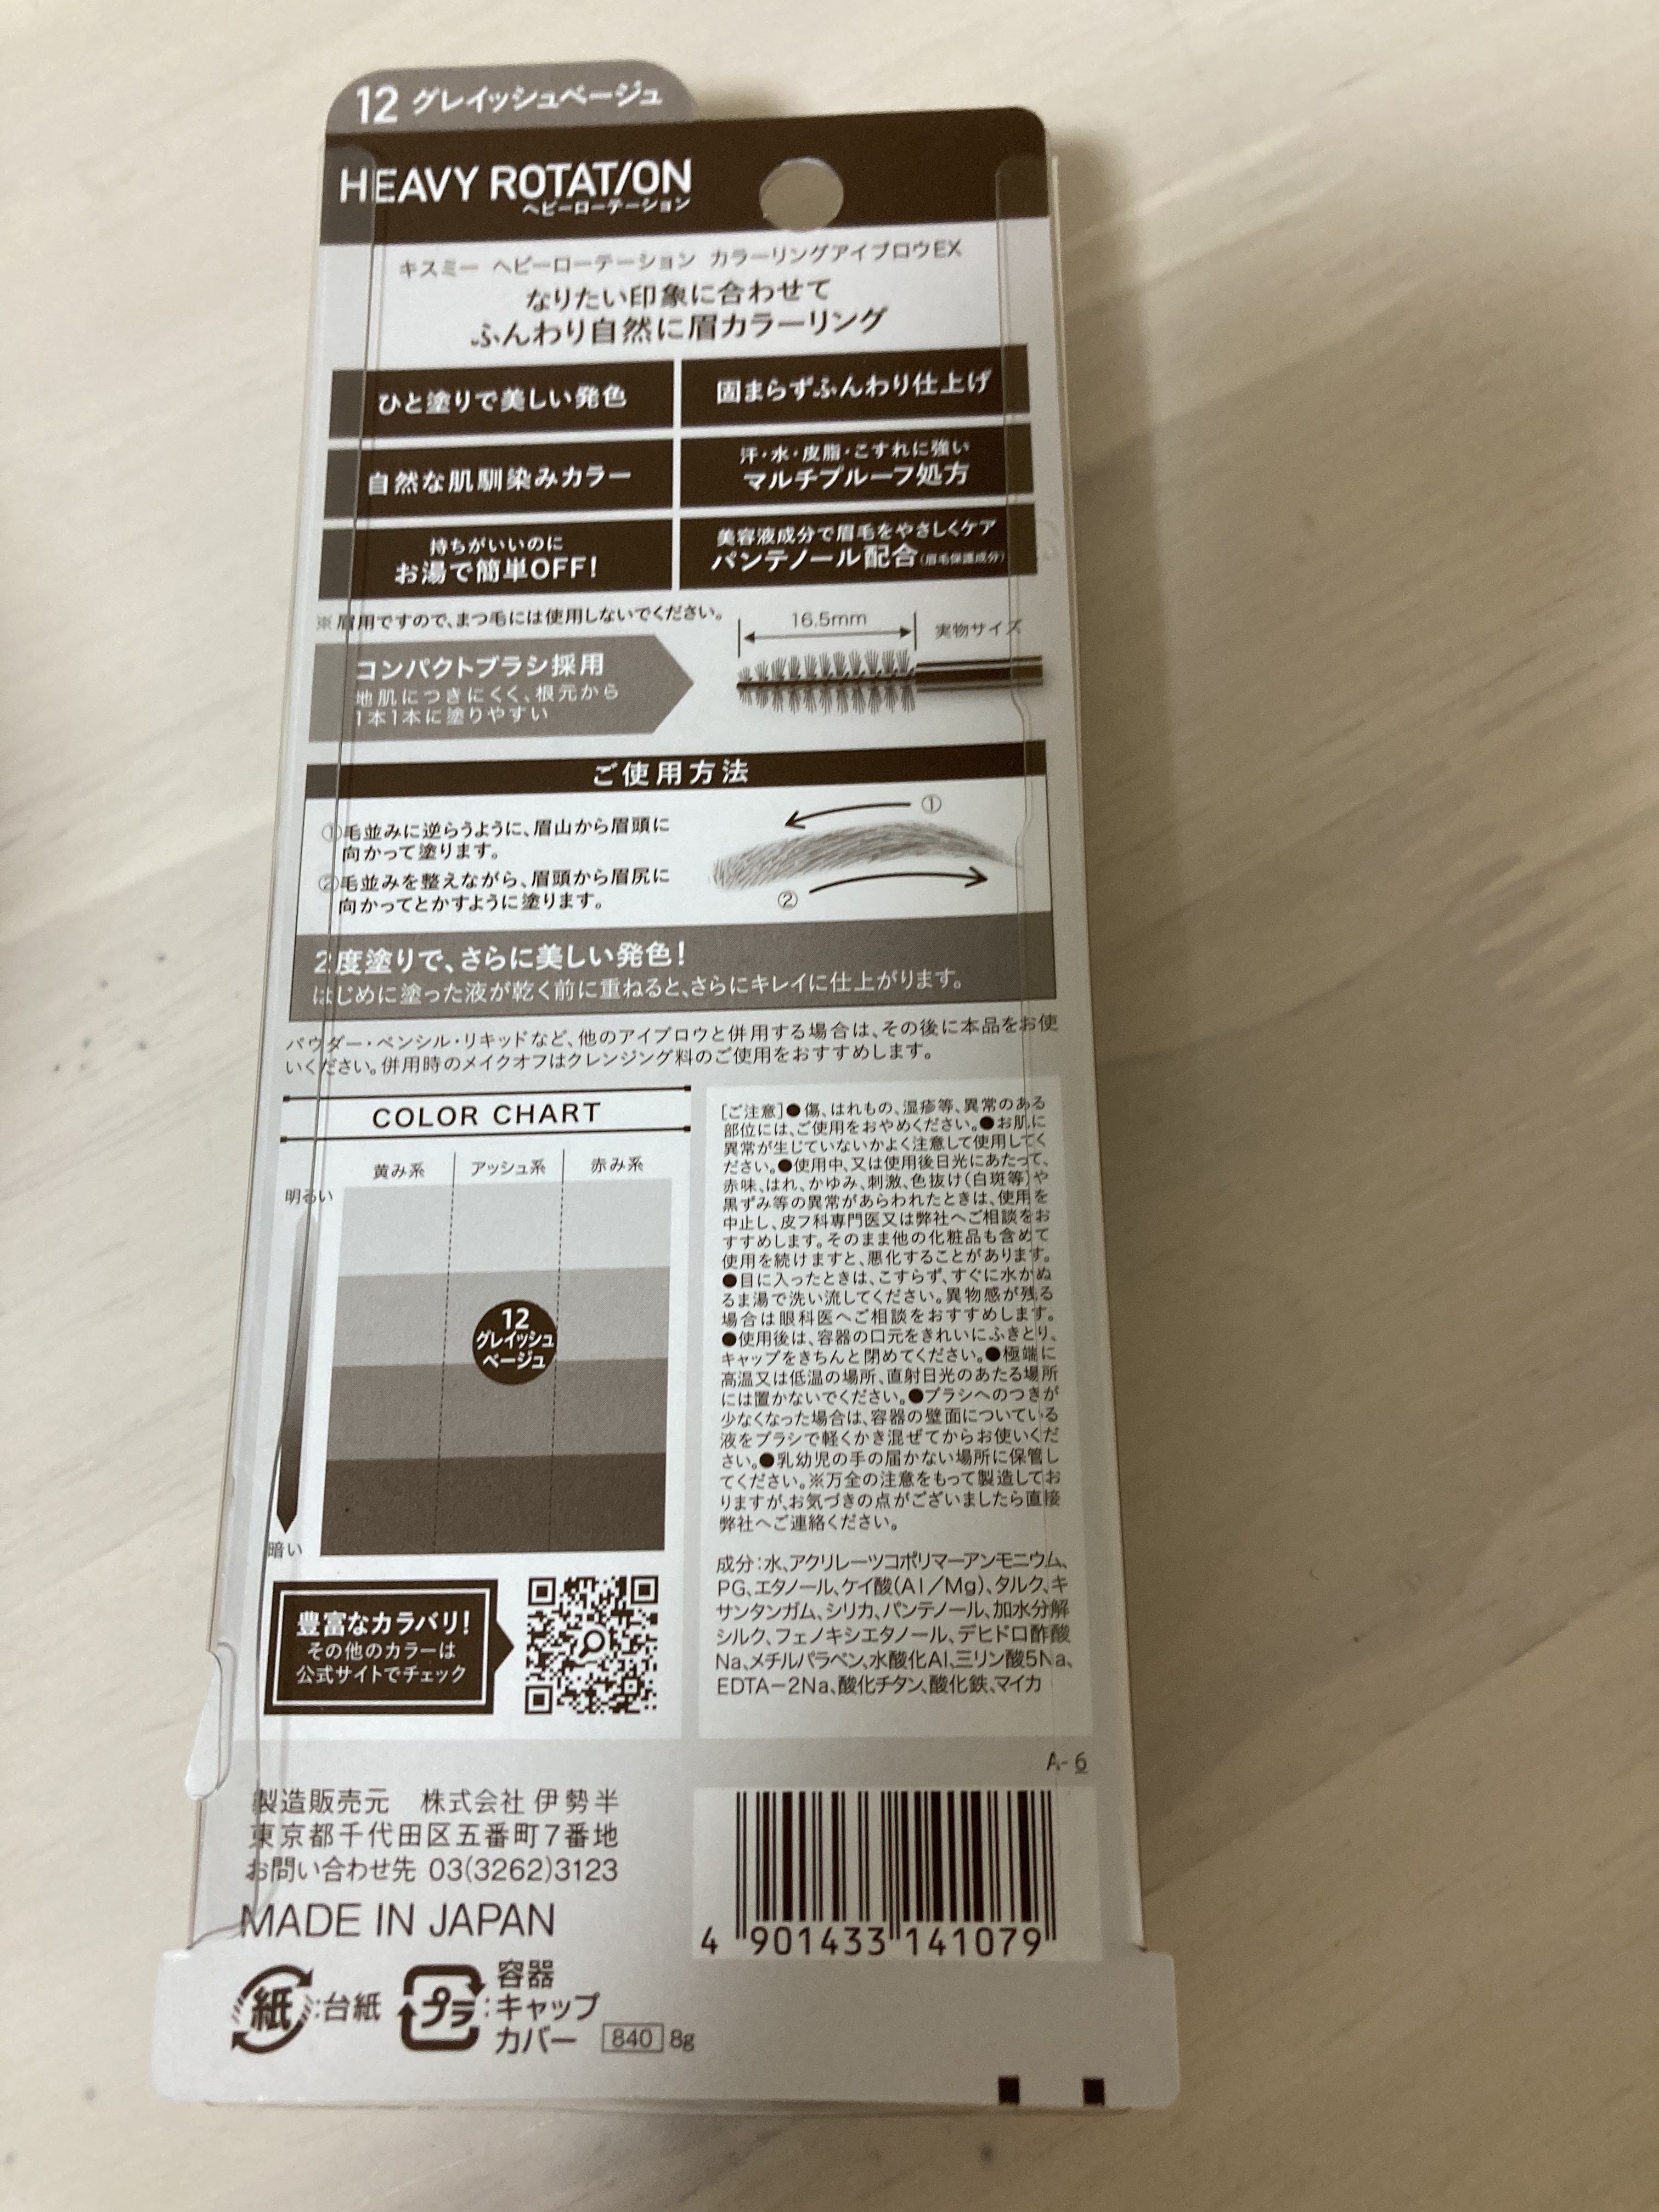 12 グレイッシュベージュ
HEAVY ROTAT/ON
ヘビーローテーション
キスミー ヘビーローテーション カラーリングアイブロウEX
なりたい印象に合わせて
ふんわり自然に眉カラーリング
ひと塗りで美しい発色
固まらずふんわり仕上げ
自然な肌馴染みカラー
汗・水・皮脂・こすれに強い
マルチプルーフ処方
持ちがいいのに
お湯で簡単OFF!
美容液成分で眉毛をやさしくケア
パンテノール配合(眉毛保護成分)
※眉用ですので、まつ毛には使用しないでください。
16.5mm
実物サイズ
コンパクトブラシ採用
地肌につきにくく、根元から
1本1本に塗りやすい
ご使用方法
①毛並みに逆らうように、眉山から眉頭に
向かって塗ります。
②毛並みを整えながら、眉頭から眉尻に
向かってとかすように塗ります。
①
②
2度塗りで、さらに美しい発色!
はじめに塗った液が乾く前に重ねると、さらにキレイに仕上がります。
パウダー・ペンシル・リキッドなど、他のアイブロウと併用する場合は、その後に本品をお使
いください。併用時のメイクオフはクレンジング料のご使用をおすすめします。
COLOR CHART
黄み系 アッシュ系 赤み系
明るい
12
グレイッシュ
ベージュ
暗い
豊富なカラバリ!
その他のカラーは
公式サイトでチェック
[ご注意]●傷、はれもの、湿疹等、異常のある
部位には、ご使用をおやめください。●お肌に
異常が生じていないかよく注意して使用してく
ださい。●使用中、又は使用後日光にあたって、
赤味、はれ、かゆみ、刺激、色抜け(白斑等)や
黒ずみ等の異常があらわれたときは、使用を
中止し、皮フ科専門医又は弊社へご相談をお
すすめします。そのまま他の化粧品も含めて
使用を続けますと、悪化することがあります。
●目に入ったときは、こすらず、すぐに水かぬ
るま湯で洗い流してください。異物感が残る
場合は眼科医へご相談をおすすめします。
●使用後は、容器の口元をきれいにふきとり、
キャップをきちんと閉めてください。●極端に
高温又は低温の場所、直射日光のあたる場所
には置かないでください。●ブラシへのつきが
少なくなった場合は、容器の壁面についている
液をブラシで軽くかき混ぜてからお使いくだ
さい。●乳幼児の手の届かない場所に保管し
てください。※万全の注意をもって製造してお
りますが、お気づきの点がございましたら直接
弊社へご連絡ください。
成分:水、アクリレーツコポリマーアンモニウム、
PG、エタノール、ケイ酸(Al/Mg)、タルク、キ
サンタンガム、シリカ、パンテノール、加水分解
シルク、フェノキシエタノール、デヒドロ酢酸
Na、メチルパラベン、水酸化Al、三リン酸5Na、
EDTA-2Na、酸化チタン、酸化鉄、マイカ
A-6
製造販売元 株式会社 伊勢半
東京都千代田区五番町7番地
お問い合わせ先 03(3262)3123
MADE IN JAPAN
4 901433 141079
紙:台紙
プラ:容器
キャップ
カバー
840 8g